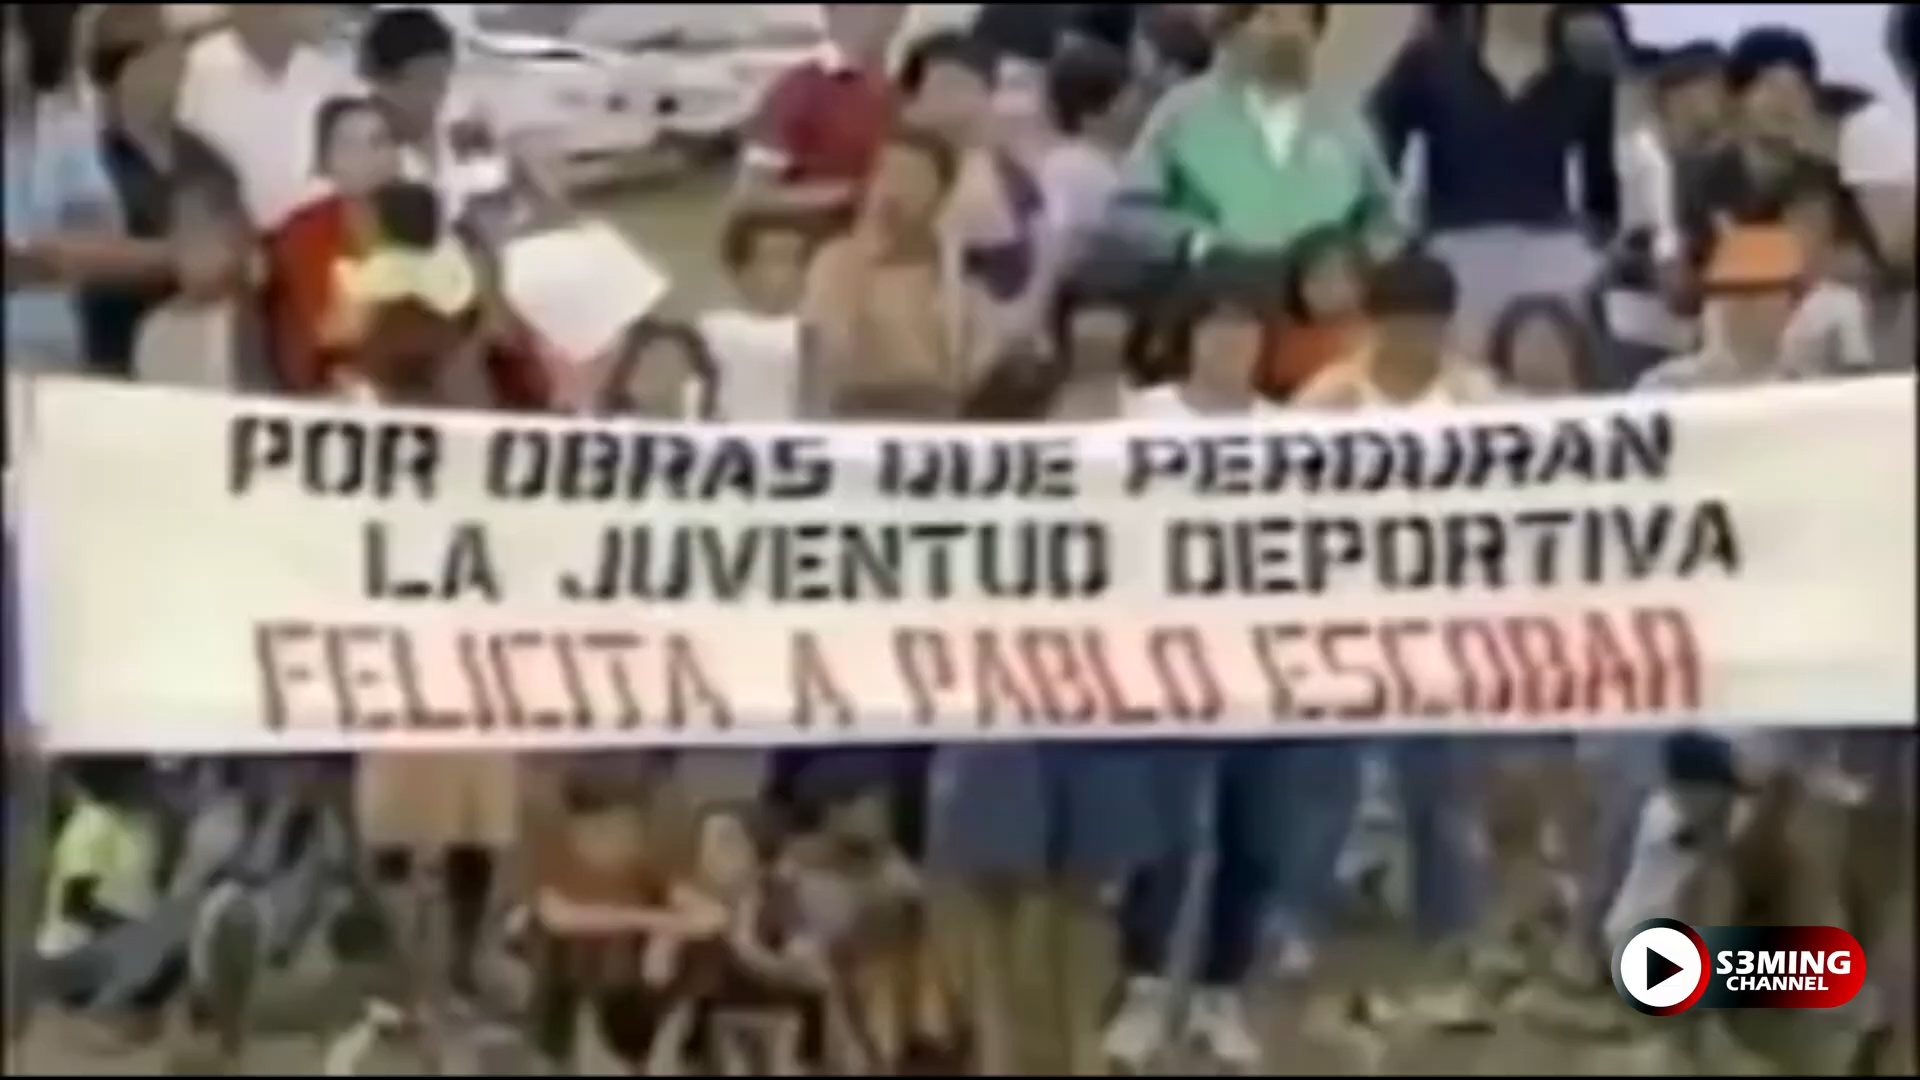 POR OBRAS QUE PERDURAN
LA JUVENTUD DEPORTIVA
FELICITA A PABLO ESCOBAR
S3MING
CHANNEL